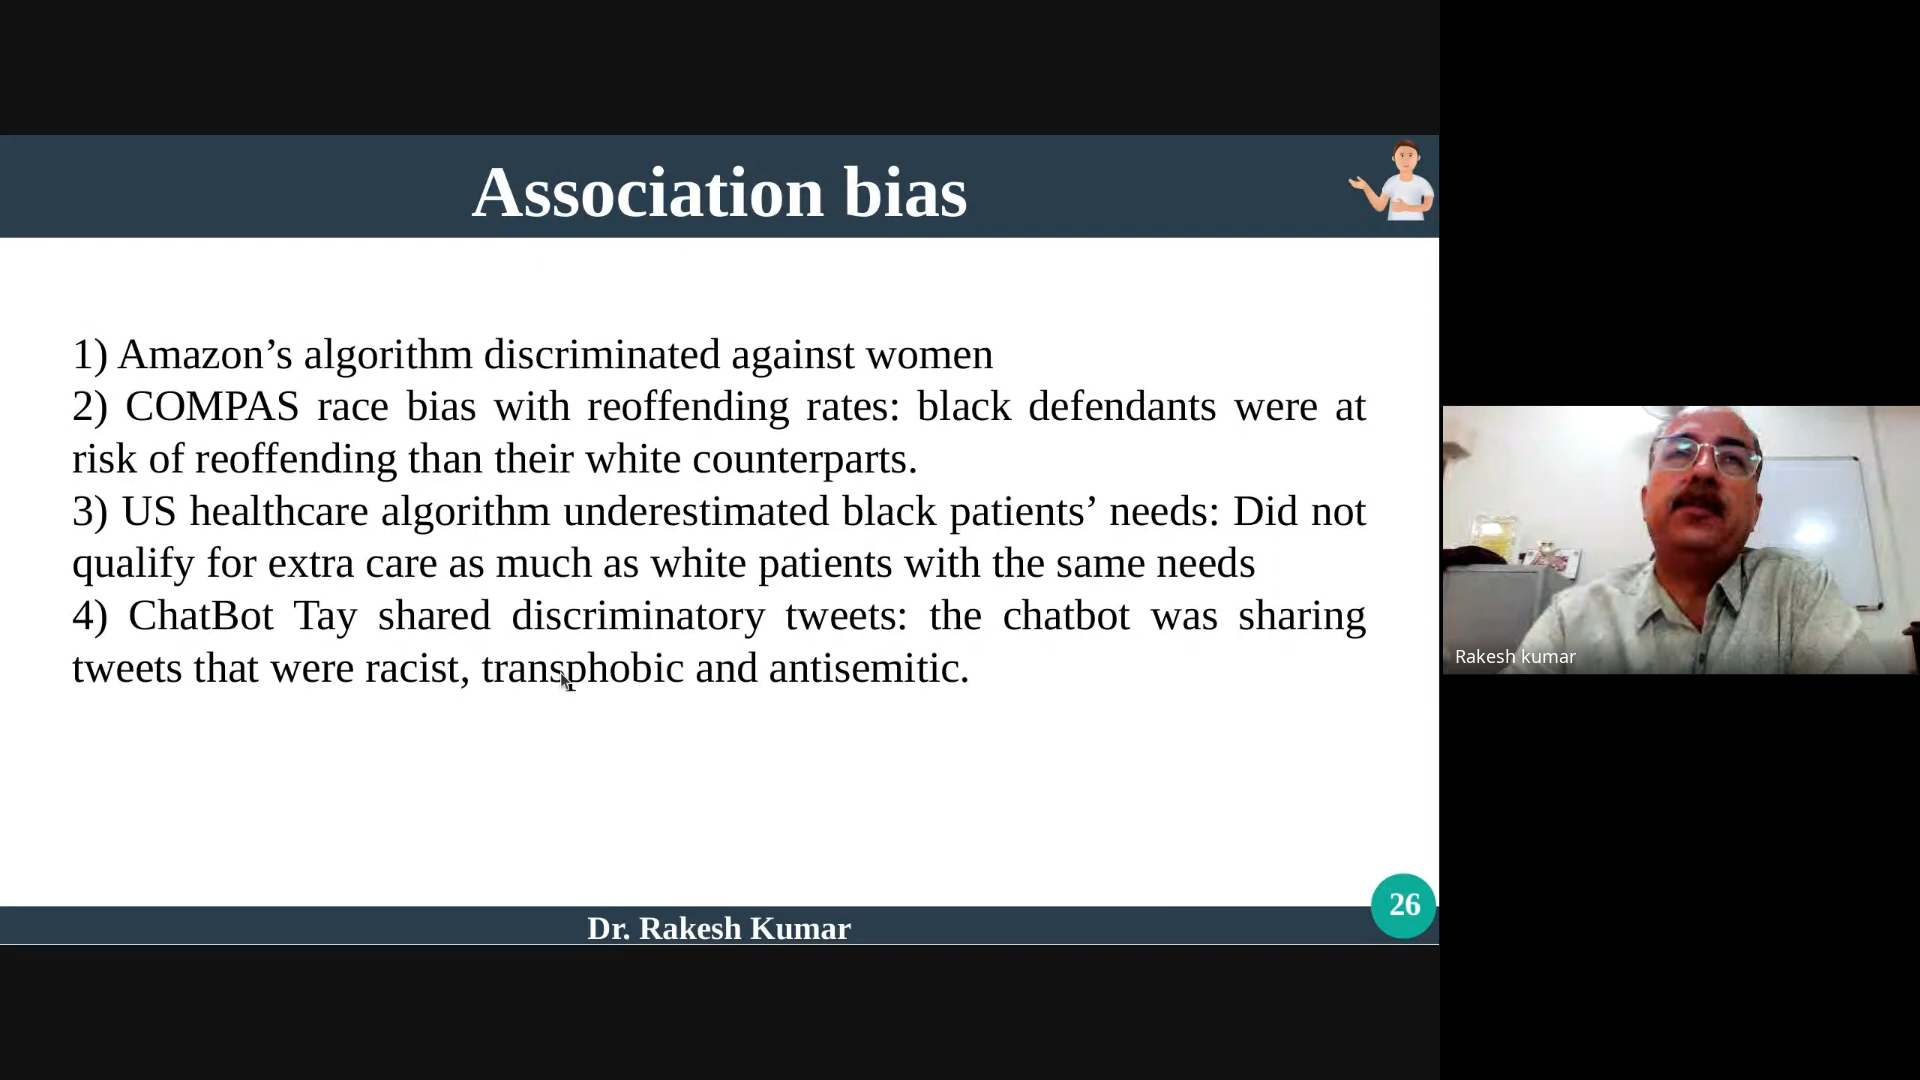 Association bias
1) Amazon’s algorithm discriminated against women
2) COMPAS race bias with reoffending rates: black defendants were at
risk of reoffending than their white counterparts.
3) US healthcare algorithm underestimated black patients’ needs: Did not
qualify for extra care as much as white patients with the same needs
4) ChatBot Tay shared discriminatory tweets: the chatbot was sharing
tweets that were racist, transphobic and antisemitic.
26
Dr. Rakesh Kumar
Rakesh kumar